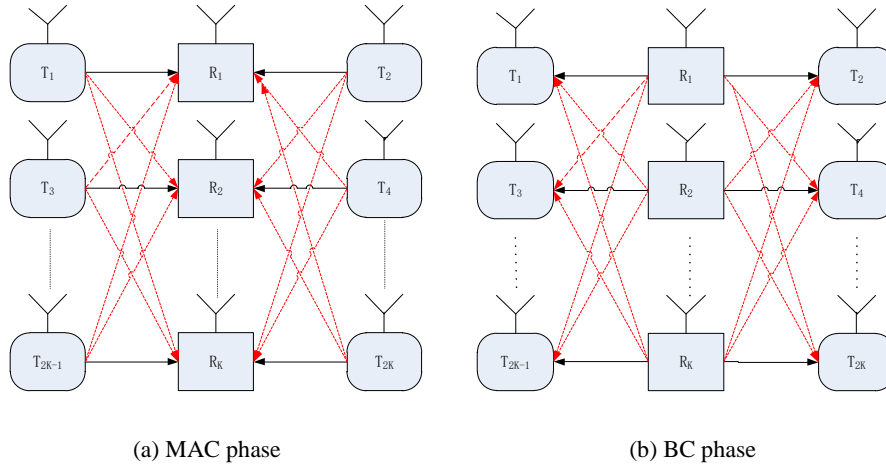 T1 R1 T2
T3 R2 T4
T2K-1 RK T2K
(a) MAC phase
T1 R1 T2
T3 R2 T4
T2K-1 RK T2K
(b) BC phase